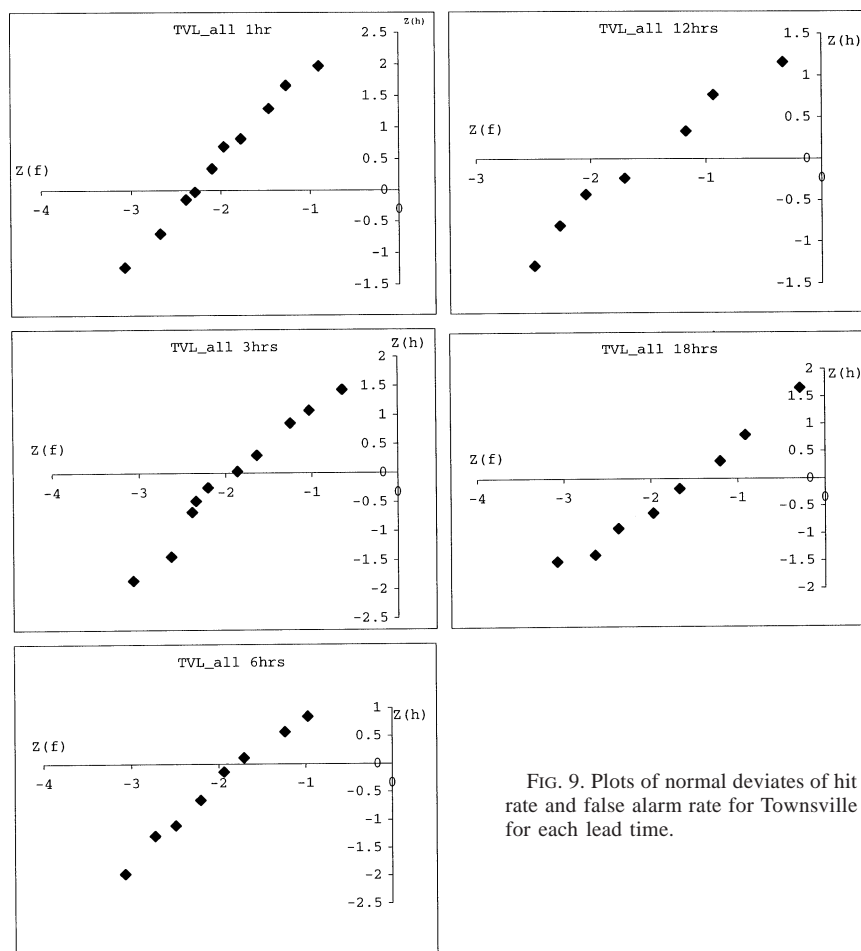 TVL_all 1hr
Z(h)
2.5
2
1.5
1
0.5
0
-0.5
-1
-1.5
Z(f)
-4 -3 -2 -1 0
TVL_all 12hrs
Z(h)
1.5
1
0.5
0
-0.5
-1
-1.5
Z(f)
-3 -2 -1 0
TVL_all 3hrs
Z(h)
2
1.5
1
0.5
0
-0.5
-1
-1.5
-2
-2.5
Z(f)
-4 -3 -2 -1 0
TVL_all 18hrs
Z(h)
2
1.5
1
0.5
0
-0.5
-1
-1.5
-2
Z(f)
-4 -3 -2 -1 0
TVL_all 6hrs
Z(h)
1
0.5
0
-0.5
-1
-1.5
-2
-2.5
Z(f)
-4 -3 -2 -1 0
FIG. 9. Plots of normal deviates of hit
rate and false alarm rate for Townsville
for each lead time.